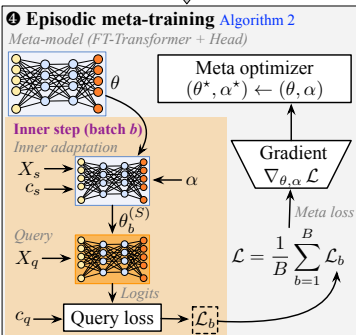 ❹ Episodic meta-training Algorithm 2
Meta-model (FT-Transformer + Head)
θ
Meta optimizer
(θ⋆, α⋆) ← (θ, α)
Inner step (batch b)
Inner adaptation
X_s
c_s
α
θ_b^{(S)}
Gradient
∇_{θ,α} ℒ
Meta loss
Query
X_q
ℒ = 1/B ∑_{b=1}^{B} ℒ_b
Logits
c_q
Query loss
ℒ_b